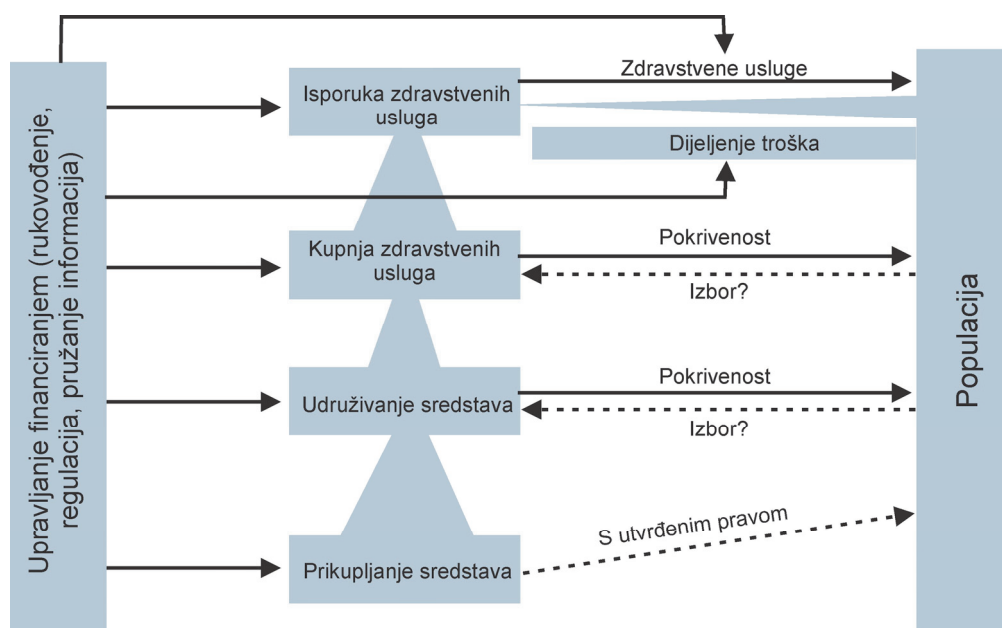 Upravljanje financiranjem (rukovođenje,
regulacija, pružanje informacija)
Isporuka zdravstvenih
usluga
Zdravstvene usluge
Dijeljenje troška
Kupnja zdravstvenih
usluga
Pokrivenost
Izbor?
Udruživanje sredstava
Pokrivenost
Izbor?
Prikupljanje sredstava
S utvrđenim pravom
Populacija